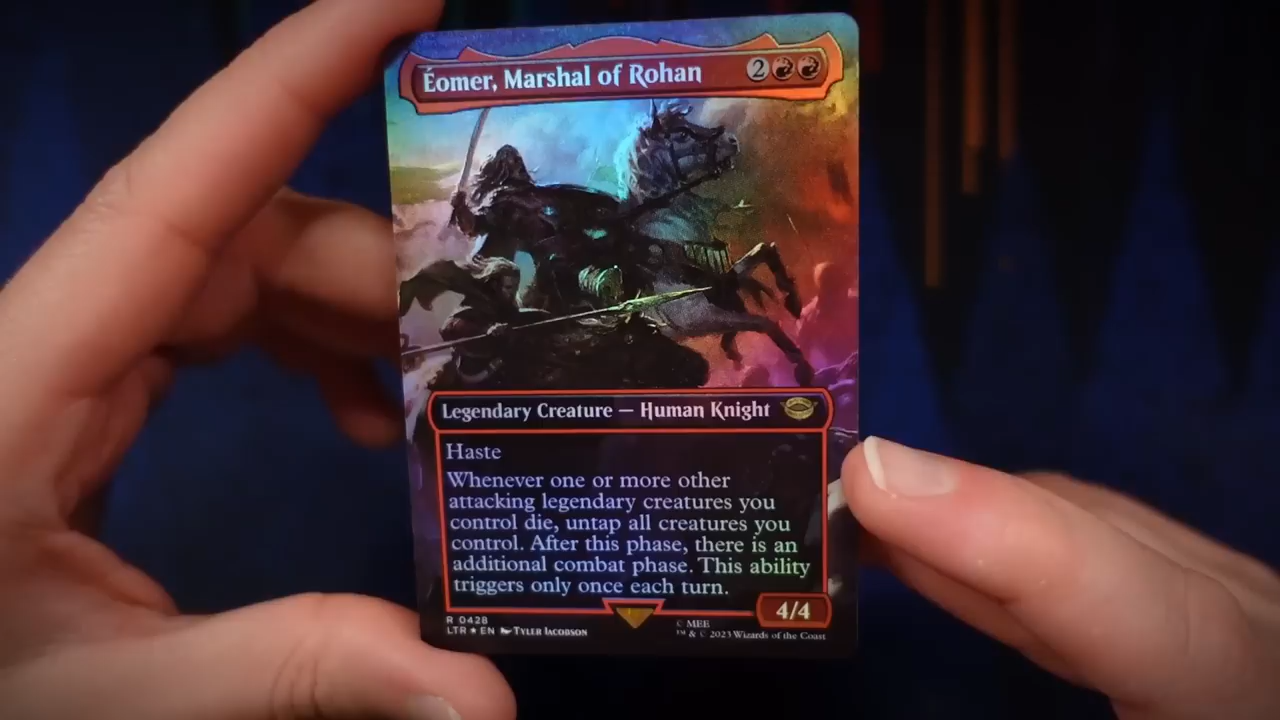 Éomer, Marshal of Rohan 2
Legendary Creature — Human Knight
Haste
Whenever one or more other
attacking legendary creatures you
control die, untap all creatures you
control. After this phase, there is an
additional combat phase. This ability
triggers only once each turn.
4/4
R 0428
LTR ★ EN Tyler Jacobson
© MEE
™ & © 2023 Wizards of the Coast